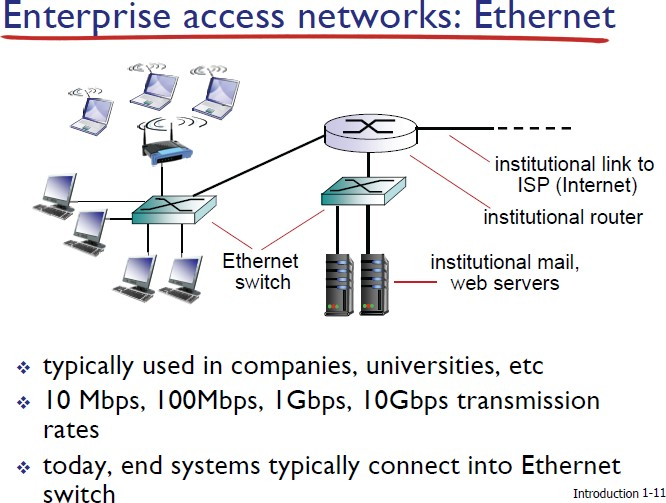 Enterprise access networks: Ethernet
institutional link to
ISP (Internet)
institutional router
Ethernet
switch
institutional mail,
web servers
typically used in companies, universities, etc
10 Mbps, 100Mbps, 1Gbps, 10Gbps transmission
rates
today, end systems typically connect into Ethernet
switch
Introduction 1-11